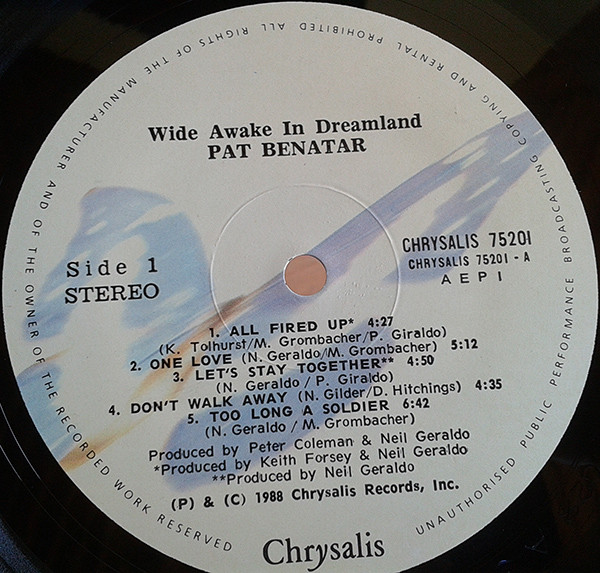 Wide Awake In Dreamland
PAT BENATAR
Side 1
STEREO
CHRYSALIS 75201
CHRYSALIS 75201 - A
A E P I
1. ALL FIRED UP* 4:27
(K. Tolhurst/M. Grombacher/P. Giraldo)
2. ONE LOVE (N. Geraldo/M. Grombacher) 5:12
3. LET'S STAY TOGETHER** 4:50
(N. Geraldo / P. Giraldo)
4. DON'T WALK AWAY (N. Gilder/D. Hitchings) 4:35
5. TOO LONG A SOLDIER 6:42
(N. Geraldo / M. Grombacher)
Produced by Peter Coleman & Neil Geraldo
*Produced by Keith Forsey & Neil Geraldo
**Produced by Neil Geraldo
(P) & (C) 1988 Chrysalis Records, Inc.
Chrysalis
ALL RIGHTS OF THE MANUFACTURER AND OF THE OWNER OF THE RECORDED WORK RESERVED
UNAUTHORISED PUBLIC PERFORMANCE BROADCASTING COPYING AND RENTAL PROHIBITED